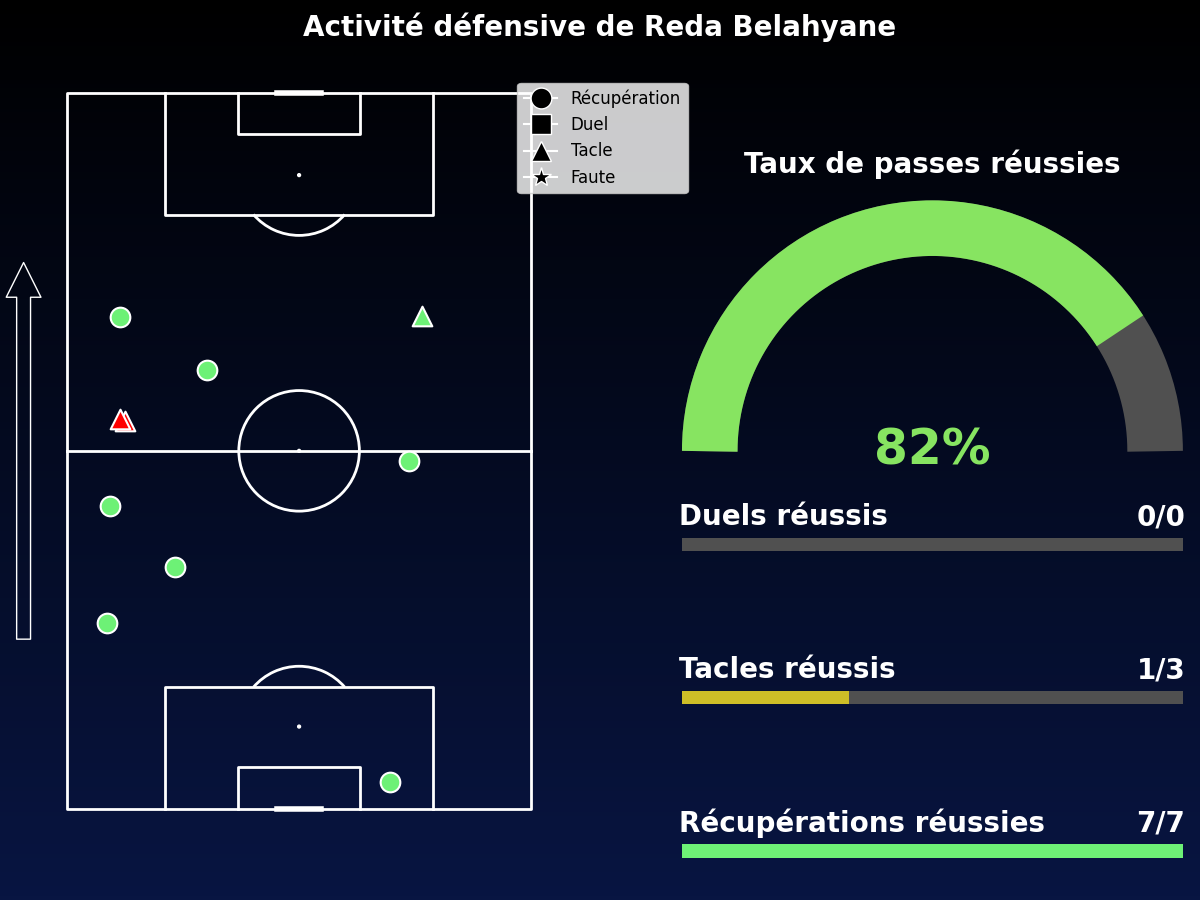 Activité défensive de Reda Belahyane
Récupération
Duel
Tacle
Faute
Taux de passes réussies
82%
Duels réussis 0/0
Tacles réussis 1/3
Récupérations réussies 7/7